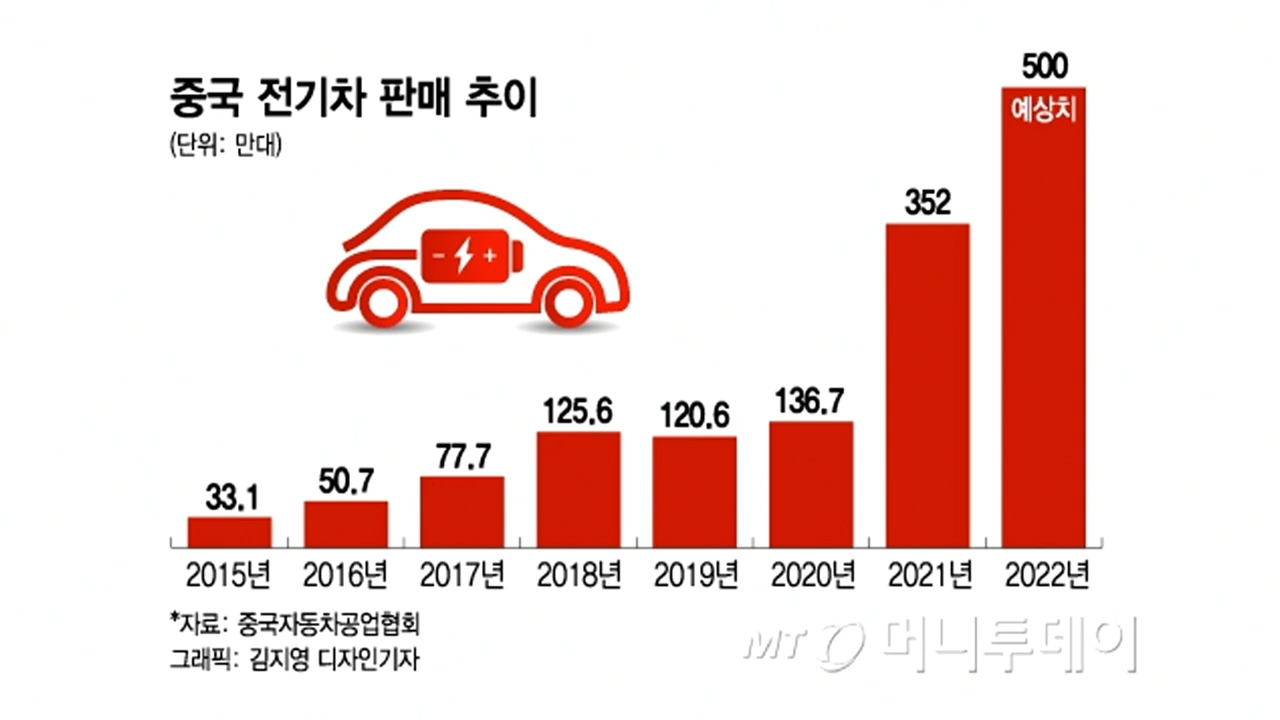 중국 전기차 판매 추이
(단위: 만대)
500
예상치
352
136.7
120.6
125.6
77.7
50.7
33.1
- +
2015년 2016년 2017년 2018년 2019년 2020년 2021년 2022년
*자료: 중국자동차공업협회
그래픽: 김지영 디자인기자
MT 머니투데이